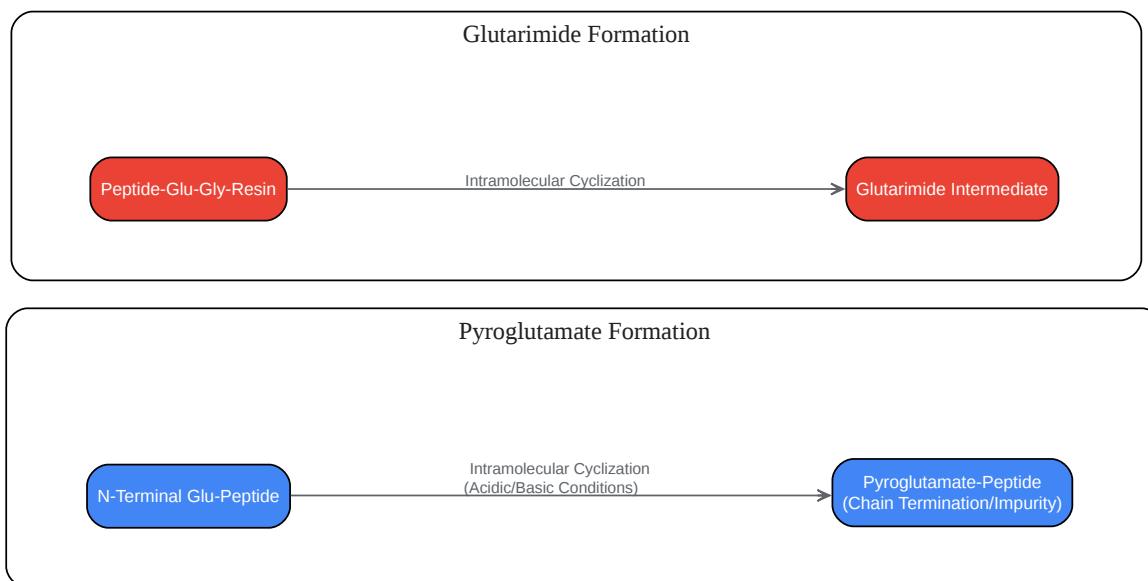 Glutarimide Formation
Peptide-Glu-Gly-Resin
Intramolecular Cyclization
Glutarimide Intermediate
Pyroglutamate Formation
N-Terminal Glu-Peptide
Intramolecular Cyclization
(Acidic/Basic Conditions)
Pyroglutamate-Peptide
(Chain Termination/Impurity)